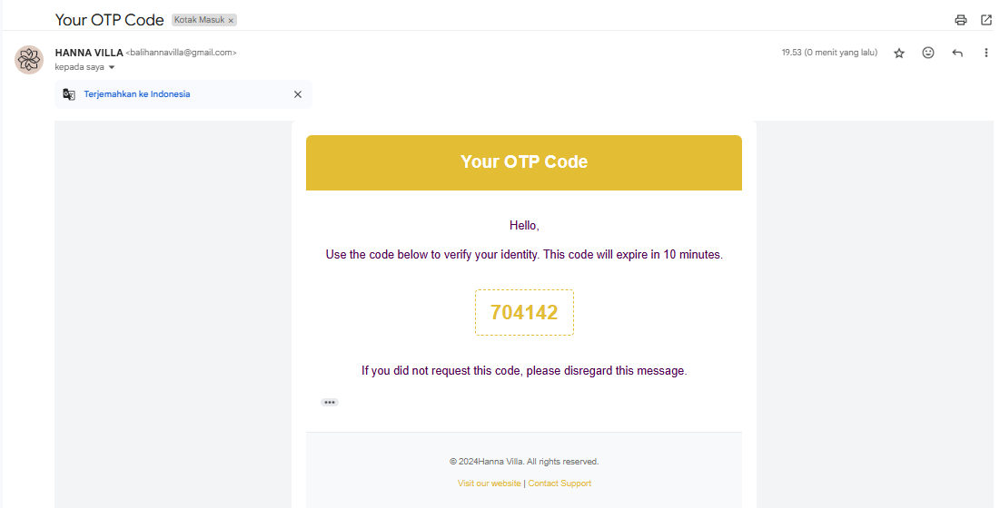 Your OTP Code Kotak Masuk ×
HANNA VILLA <balihannavilla@gmail.com> 19.53 (0 menit yang lalu)
kepada saya
Terjemahkan ke Indonesia
Your OTP Code
Hello,
Use the code below to verify your identity. This code will expire in 10 minutes.
704142
If you did not request this code, please disregard this message.
© 2024Hanna Villa. All rights reserved.
Visit our website | Contact Support